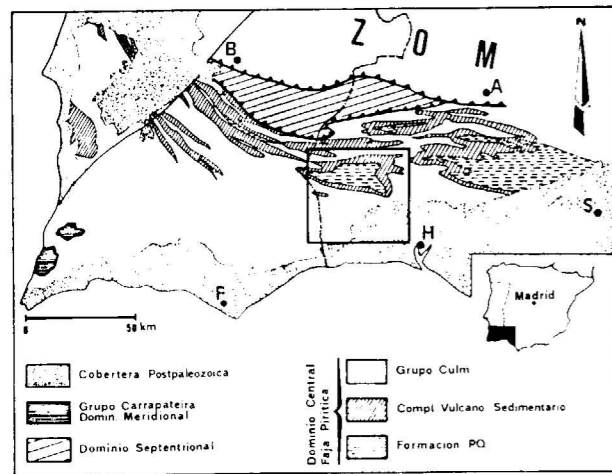 N
B
Z O M
A
S
H
F
Madrid
0 50 km
Cobertera Postpaleozoica
Grupo Carrapateira
Domin. Meridional
Dominio Septentrional
Dominio Central
Faja Piritica
Grupo Culm
Compl. Vulcano Sedimentario
Formacion PQ